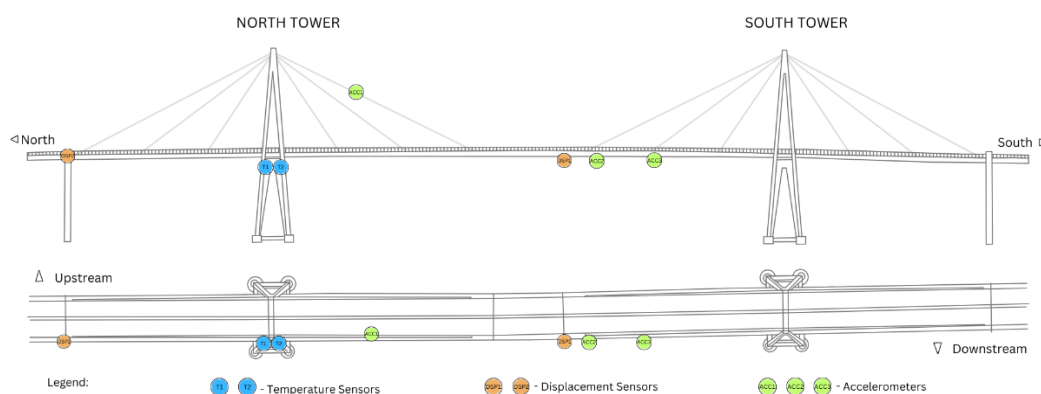 NORTH TOWER SOUTH TOWER
ACC1
North South
DSP2 DSP1 ACC2 ACC3
T1 T2
Upstream
ACC1
DSP2 T1 T2 DSP1 ACC2 ACC3
Downstream
Legend:
T1 T2 - Temperature Sensors DSP1 DSP2 - Displacement Sensors ACC1 ACC2 ACC3 - Accelerometers